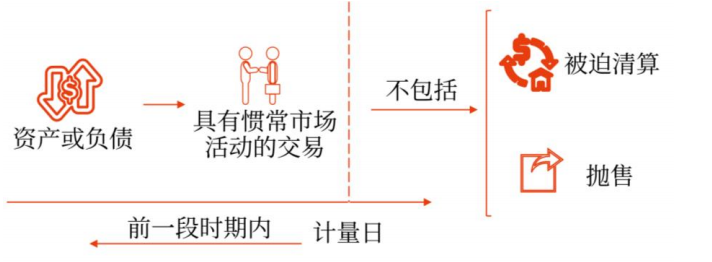 资产或负债
具有惯常市场
活动的交易
不包括
被迫清算
抛售
前一段时期内
计量日